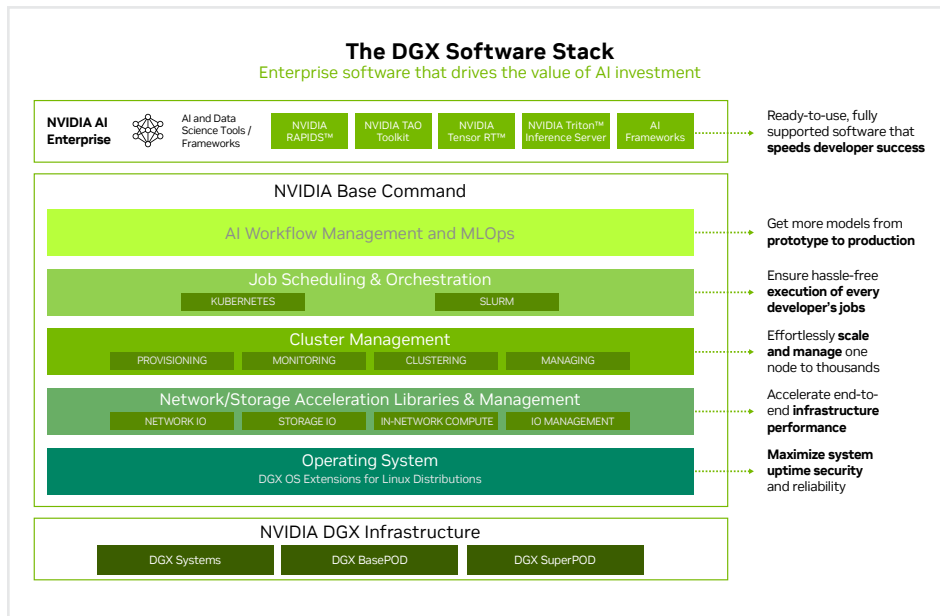 The DGX Software Stack
Enterprise software that drives the value of AI investment
NVIDIA AI
Enterprise
AI and Data
Science Tools /
Frameworks
NVIDIA
RAPIDS™
NVIDIA TAO
Toolkit
NVIDIA
Tensor RT™
NVIDIA Triton™
Inference Server
AI
Frameworks
Ready-to-use, fully
supported software that
speeds developer success
NVIDIA Base Command
AI Workflow Management and MLOps
Get more models from
prototype to production
Job Scheduling & Orchestration
KUBERNETES
SLURM
Ensure hassle-free
execution of every
developer's jobs
Cluster Management
PROVISIONING
MONITORING
CLUSTERING
MANAGING
Effortlessly scale
and manage one
node to thousands
Network/Storage Acceleration Libraries & Management
NETWORK IO
STORAGE IO
IN-NETWORK COMPUTE
IO MANAGEMENT
Accelerate end-to-
end infrastructure
performance
Operating System
DGX OS Extensions for Linux Distributions
Maximize system
uptime security
and reliability
NVIDIA DGX Infrastructure
DGX Systems
DGX BasePOD
DGX SuperPOD